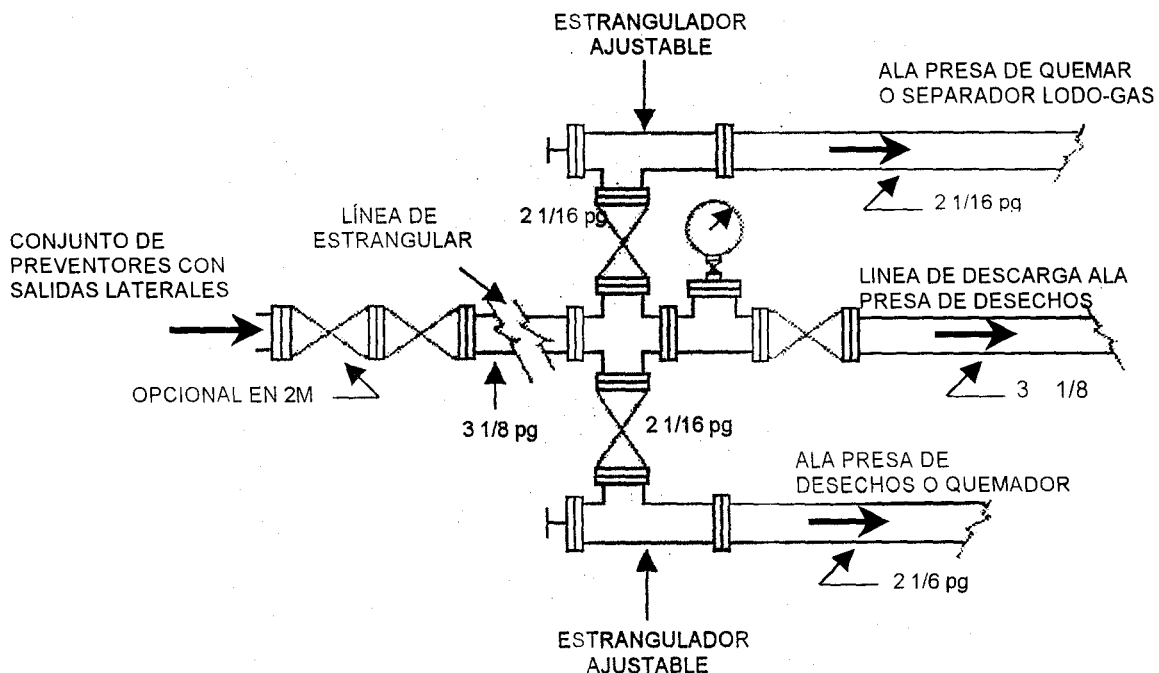 ESTRANGULADOR
AJUSTABLE
ALA PRESA DE QUEMAR
O SEPARADOR LODO-GAS
2 1/16 pg
2 1/16 pg
LÍNEA DE
ESTRANGULAR
CONJUNTO DE
PREVENTORES CON
SALIDAS LATERALES
LINEA DE DESCARGA ALA
PRESA DE DESECHOS
OPCIONAL EN 2M
3 1/8 pg
2 1/16 pg
3 1/8
ALA PRESA DE
DESECHOS O QUEMADOR
2 1/6 pg
ESTRANGULADOR
AJUSTABLE